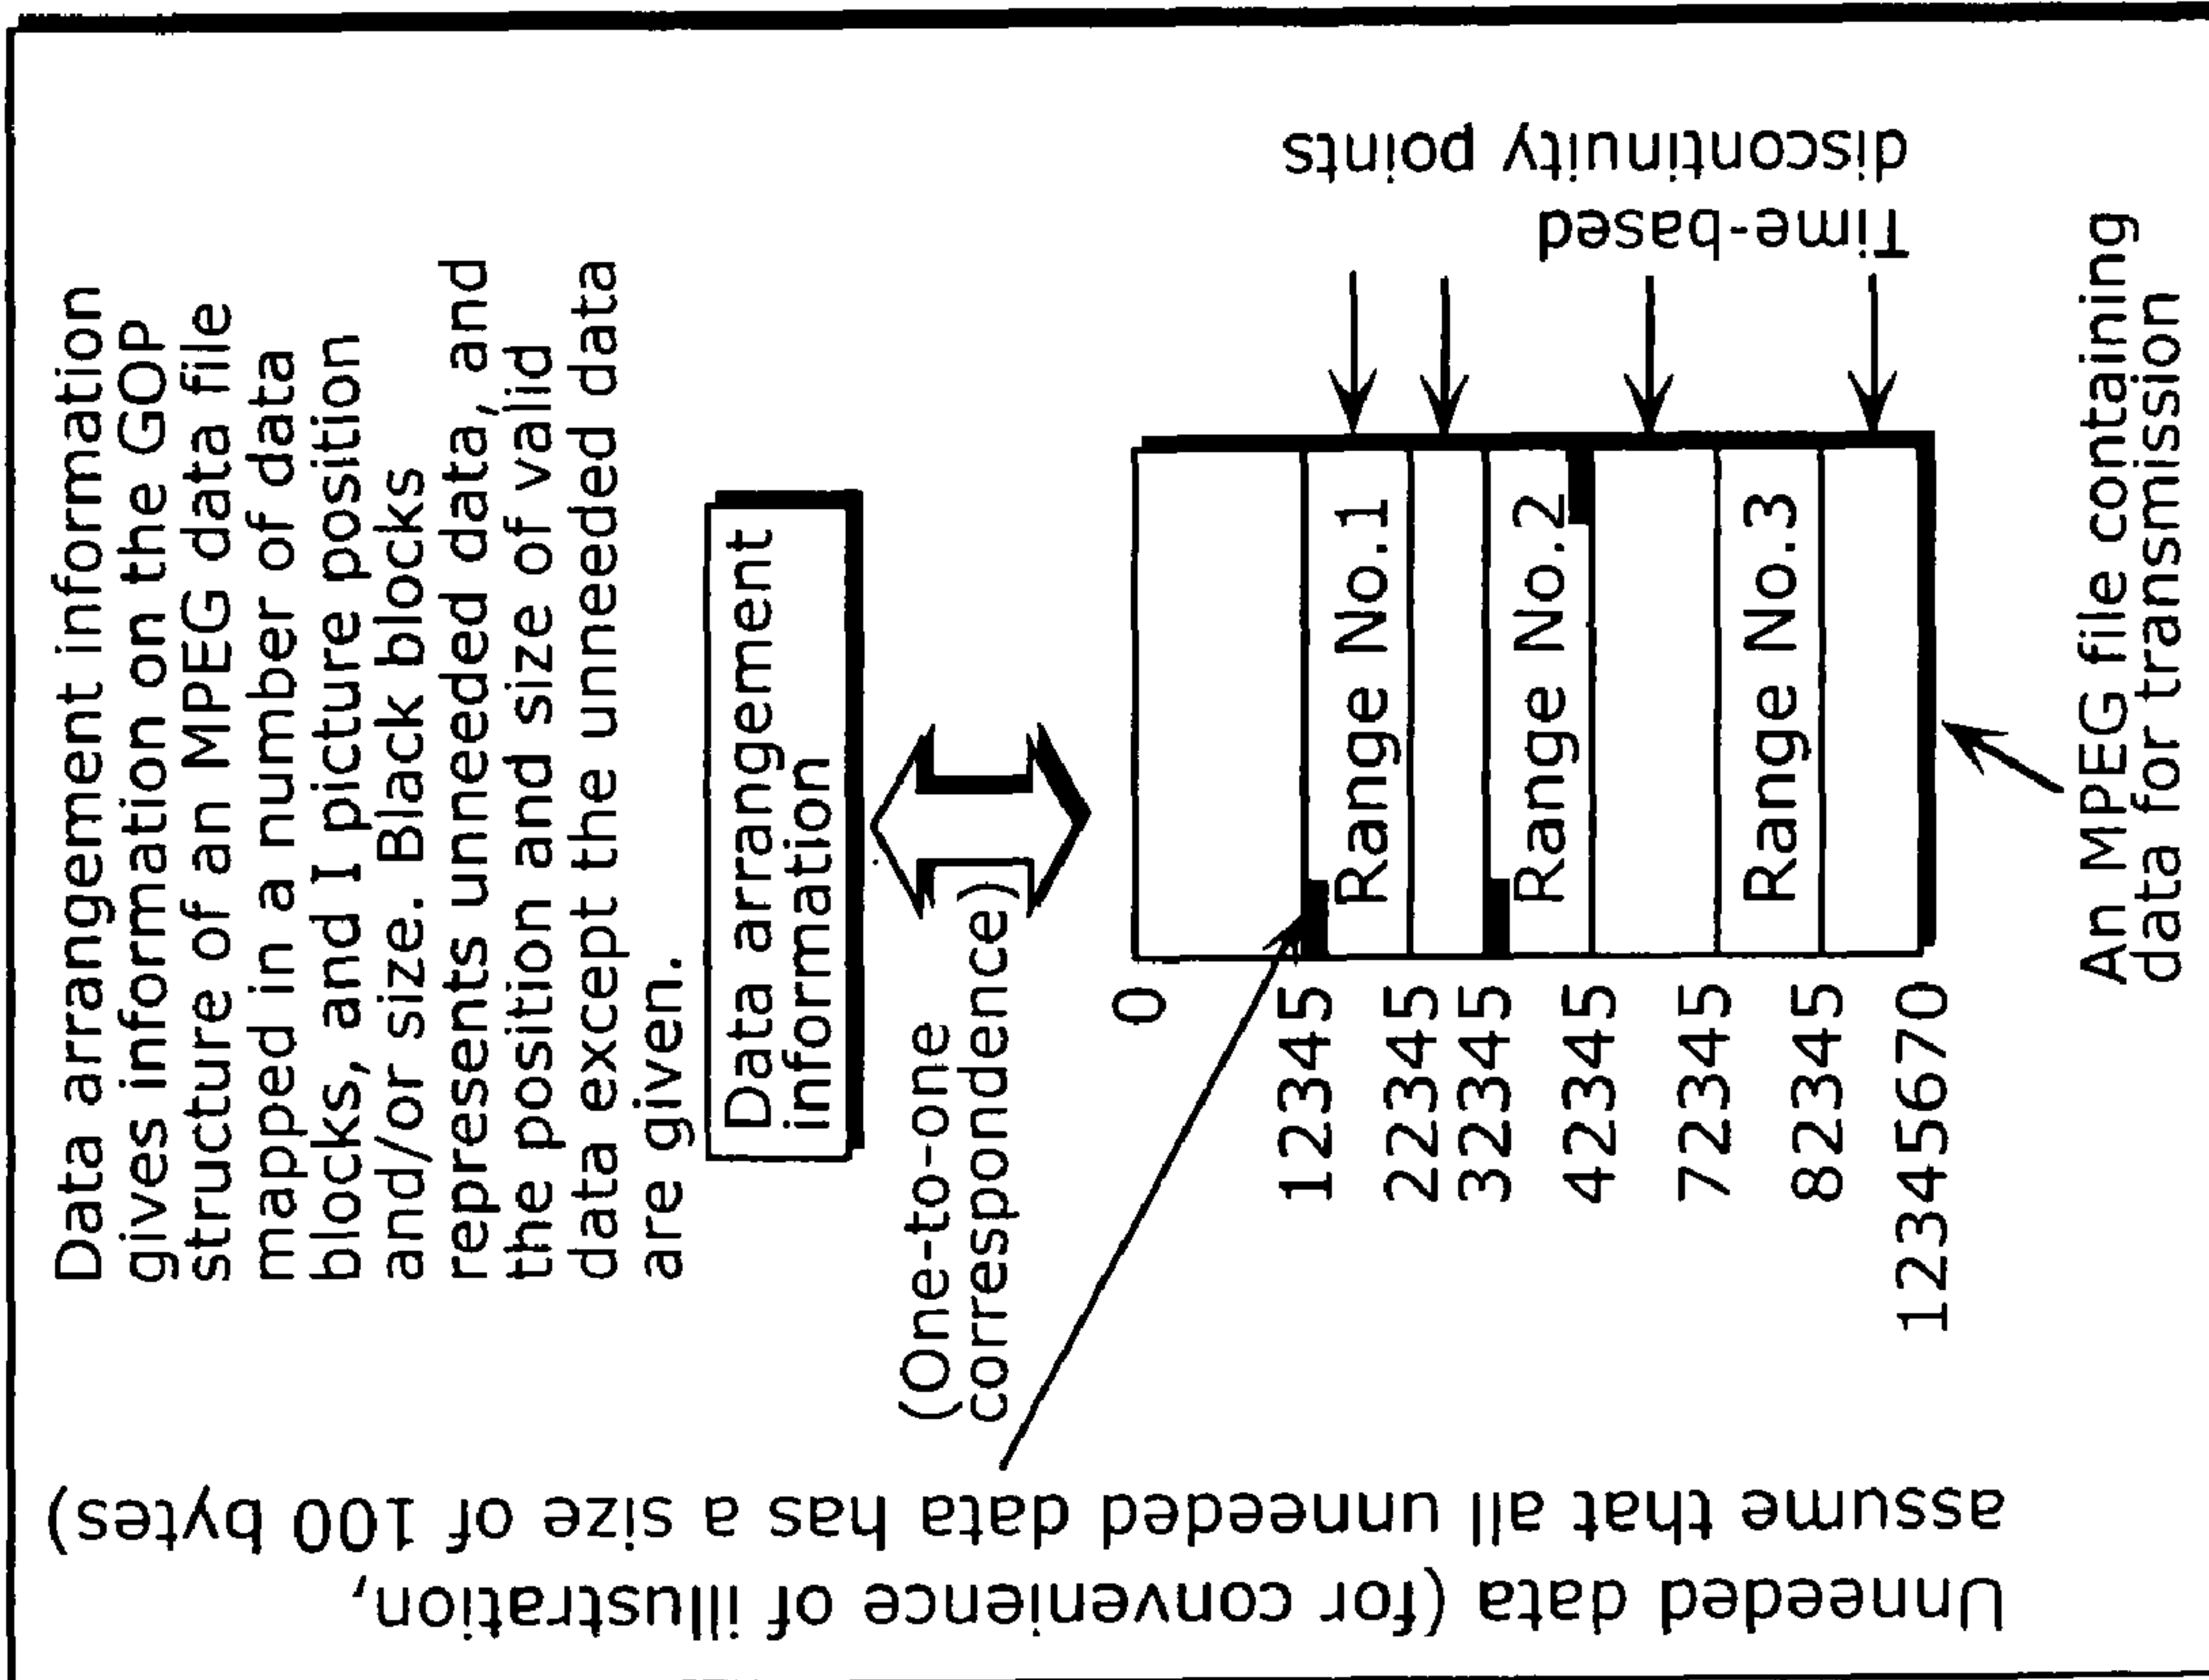 Data arrangement information
gives information on the GOP
structure of an MPEG data file
mapped in a number of data
blocks, and I picture position
and/or size. Black blocks
represents unneeded data, and
the position and size of valid
data except the unneeded data
are given.
Data arrangement
information
(One-to-one
correspondence)
0
12345
22345
32345
42345
72345
82345
12345670
Range No.1
Range No.2
Range No.3
Time-based
discontinuity points
An MPEG file containing
data for transmission
Unneeded data (for convenience of illustration,
assume that all unneeded data has a size of 100 bytes)